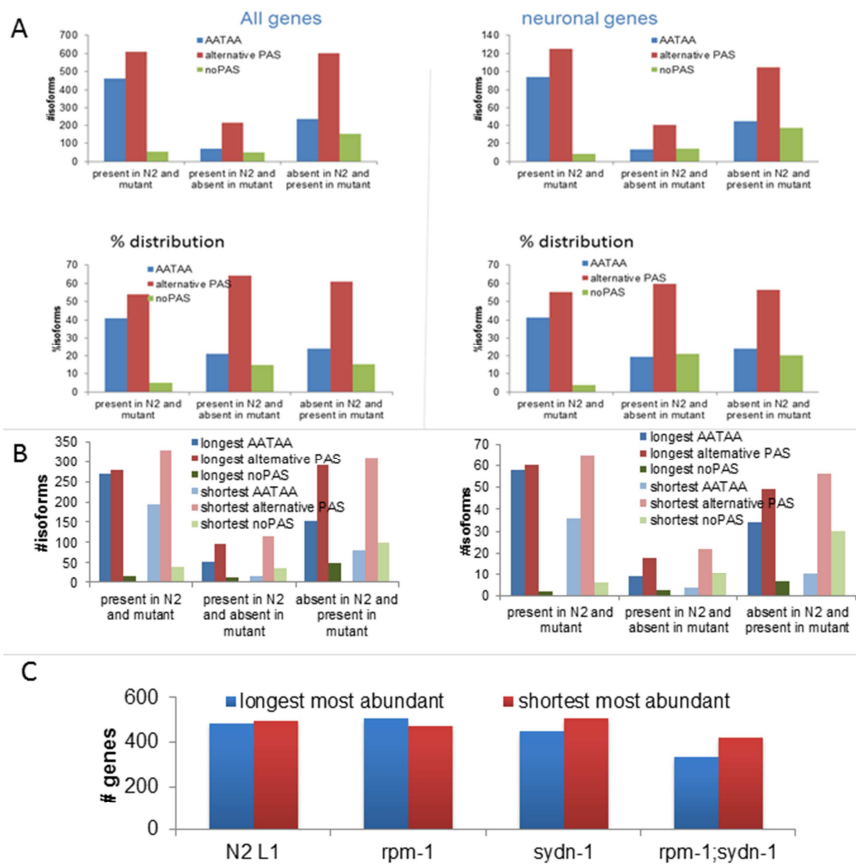 A
All genes
neuronal genes
AATAA
alternative PAS
noPAS
#isoforms
600
500
400
300
200
100
0
present in N2 and mutant
present in N2 and absent in mutant
absent in N2 and present in mutant
AATAA
alternative PAS
noPAS
#isoforms
140
120
100
80
60
40
20
0
present in N2 and mutant
present in N2 and absent in mutant
absent in N2 and present in mutant
% distribution
AATAA
alternative PAS
noPAS
%isoforms
70
60
50
40
30
20
10
0
present in N2 and mutant
present in N2 and absent in mutant
absent in N2 and present in mutant
% distribution
AATAA
alternative PAS
noPAS
%isoforms
70
60
50
40
30
20
10
0
present in N2 and mutant
present in N2 and absent in mutant
absent in N2 and present in mutant
B
longest AATAA
longest alternative PAS
longest noPAS
shortest AATAA
shortest alternative PAS
shortest noPAS
#isoforms
350
300
250
200
150
100
50
0
present in N2 and mutant
present in N2 and absent in mutant
absent in N2 and present in mutant
longest AATAA
longest alternative PAS
longest noPAS
shortest AATAA
shortest alternative PAS
shortest noPAS
#isoforms
70
60
50
40
30
20
10
0
present in N2 and mutant
present in N2 and absent in mutant
absent in N2 and present in mutant
C
longest most abundant
shortest most abundant
# genes
600
400
200
0
N2 L1
rpm-1
sydn-1
rpm-1;sydn-1